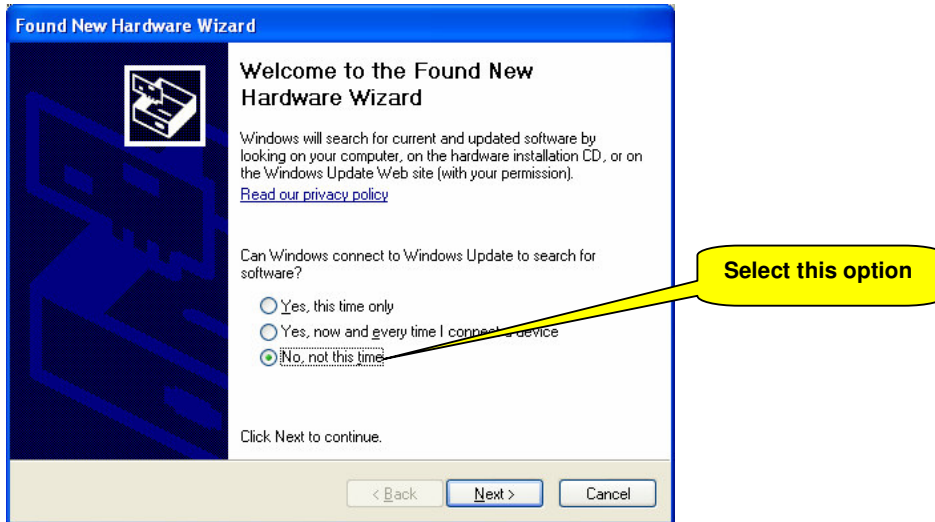 Found New Hardware Wizard
Welcome to the Found New
Hardware Wizard
Windows will search for current and updated software by
looking on your computer, on the hardware installation CD, or on
the Windows Update Web site (with your permission).
Read our privacy policy
Can Windows connect to Windows Update to search for
software?
Yes, this time only
Yes, now and every time I connect a device
No, not this time
Select this option
Click Next to continue.
< Back
Next >
Cancel